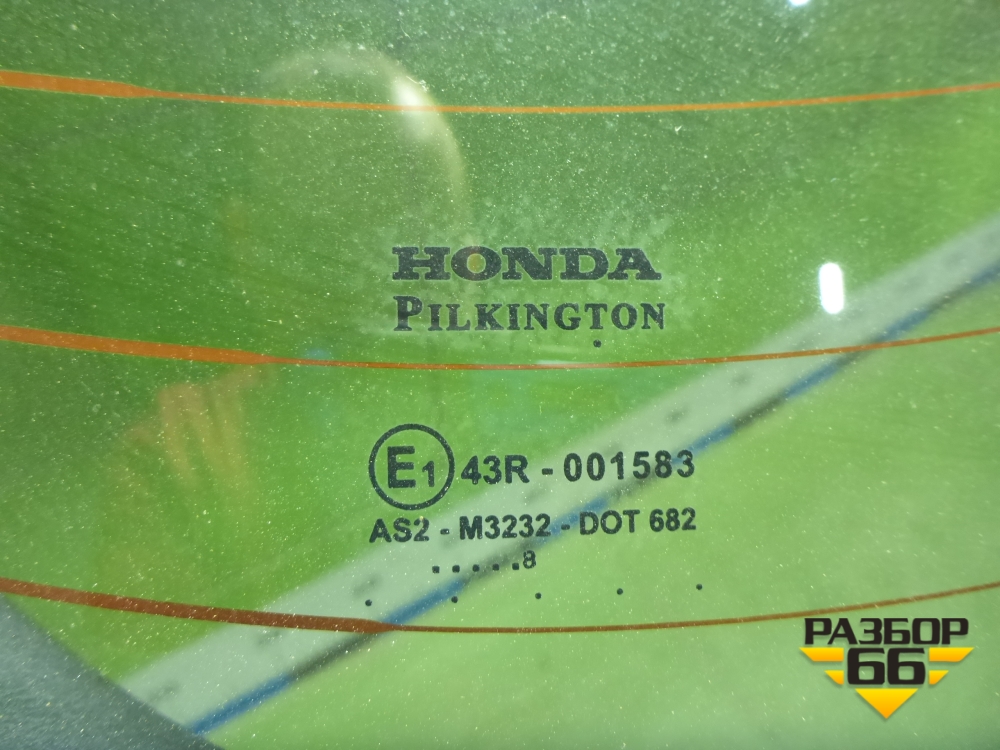 HONDA
PILKINGTON
E1 43R - 001583
AS2 - M3232 - DOT 682
.....8
РАЗБОР
66